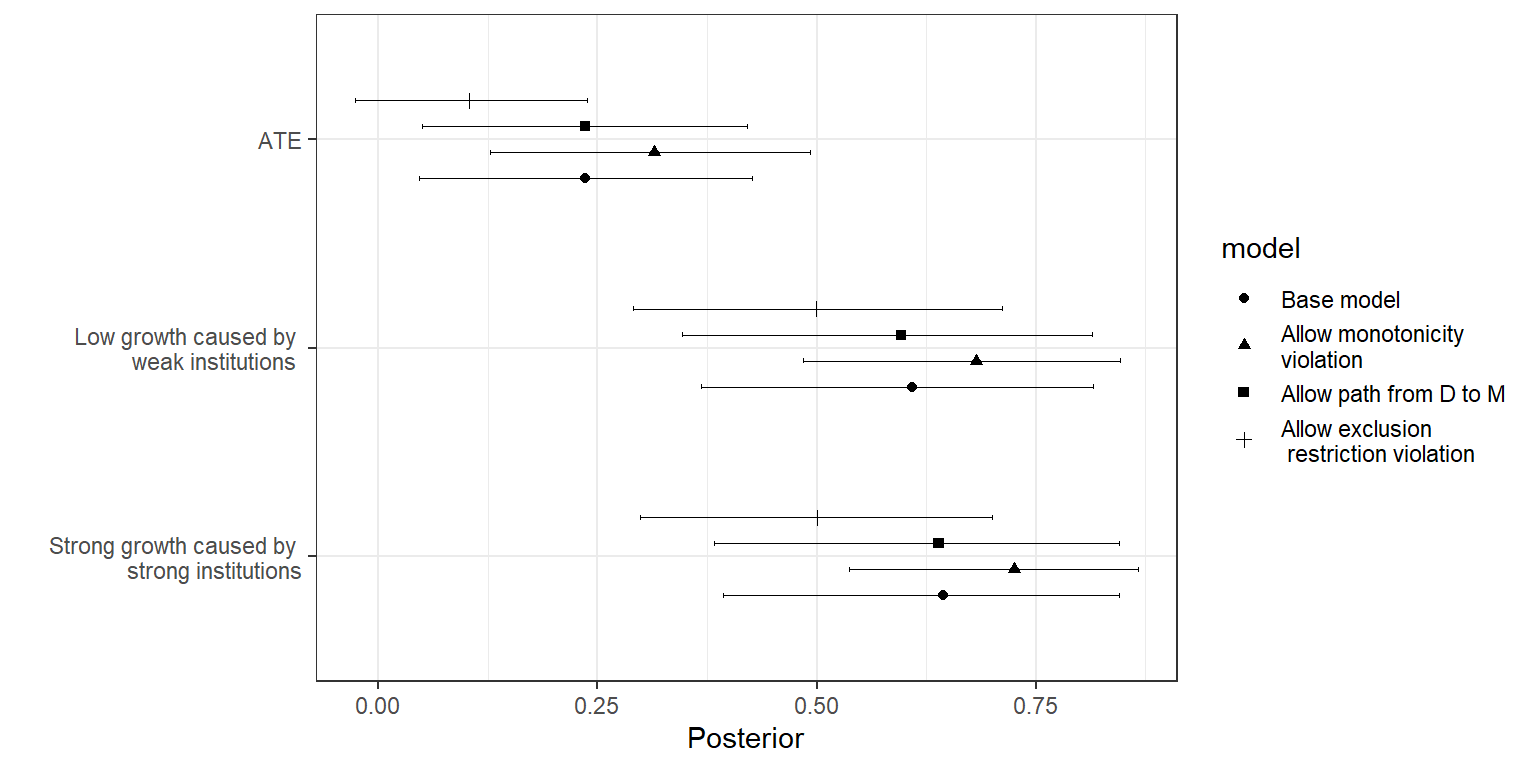 ATE
Low growth caused by
weak institutions
Strong growth caused by
strong institutions
0.00
0.25
0.50
0.75
Posterior
model
Base model
Allow monotonicity
violation
Allow path from D to M
Allow exclusion
restriction violation